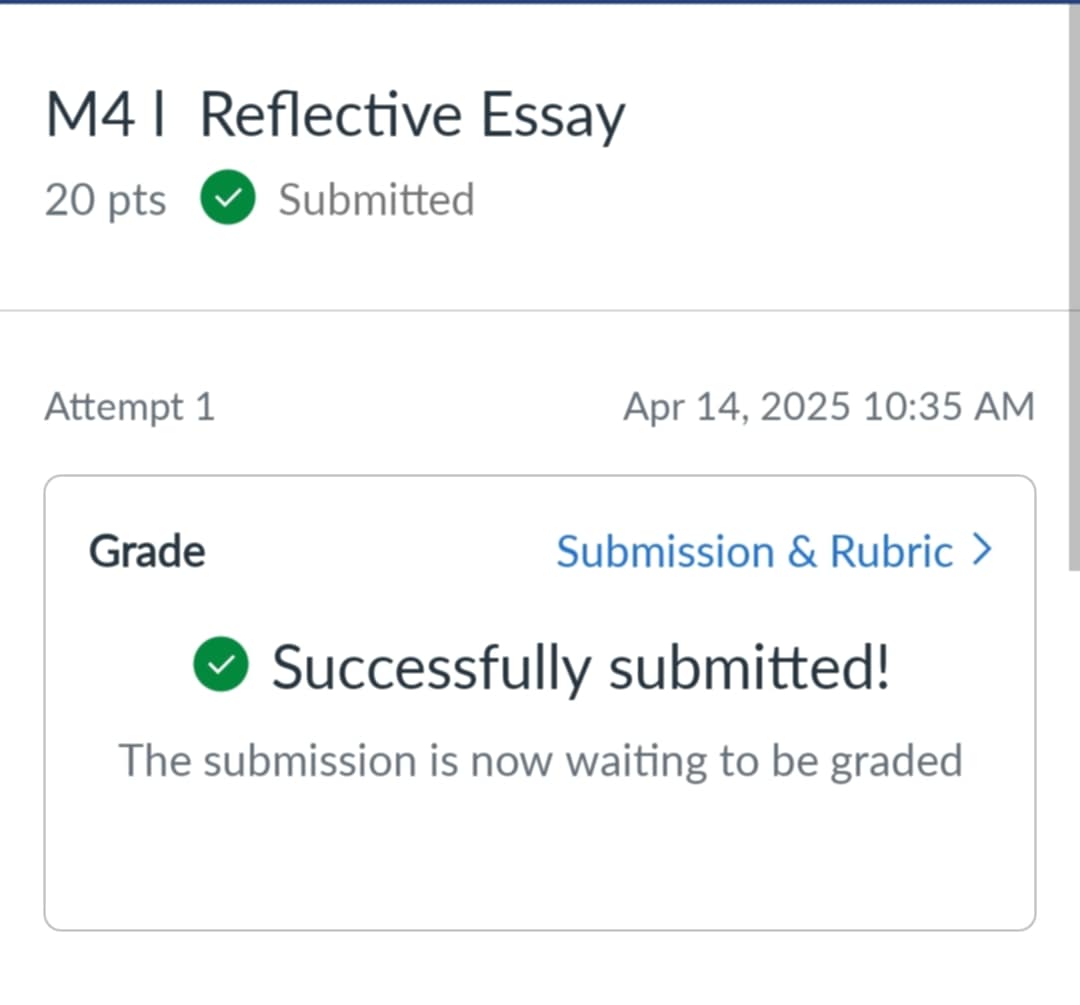 M4 l Reflective Essay
20 pts Submitted
Attempt 1 Apr 14, 2025 10:35 AM
Grade Submission & Rubric
Successfully submitted!
The submission is now waiting to be graded